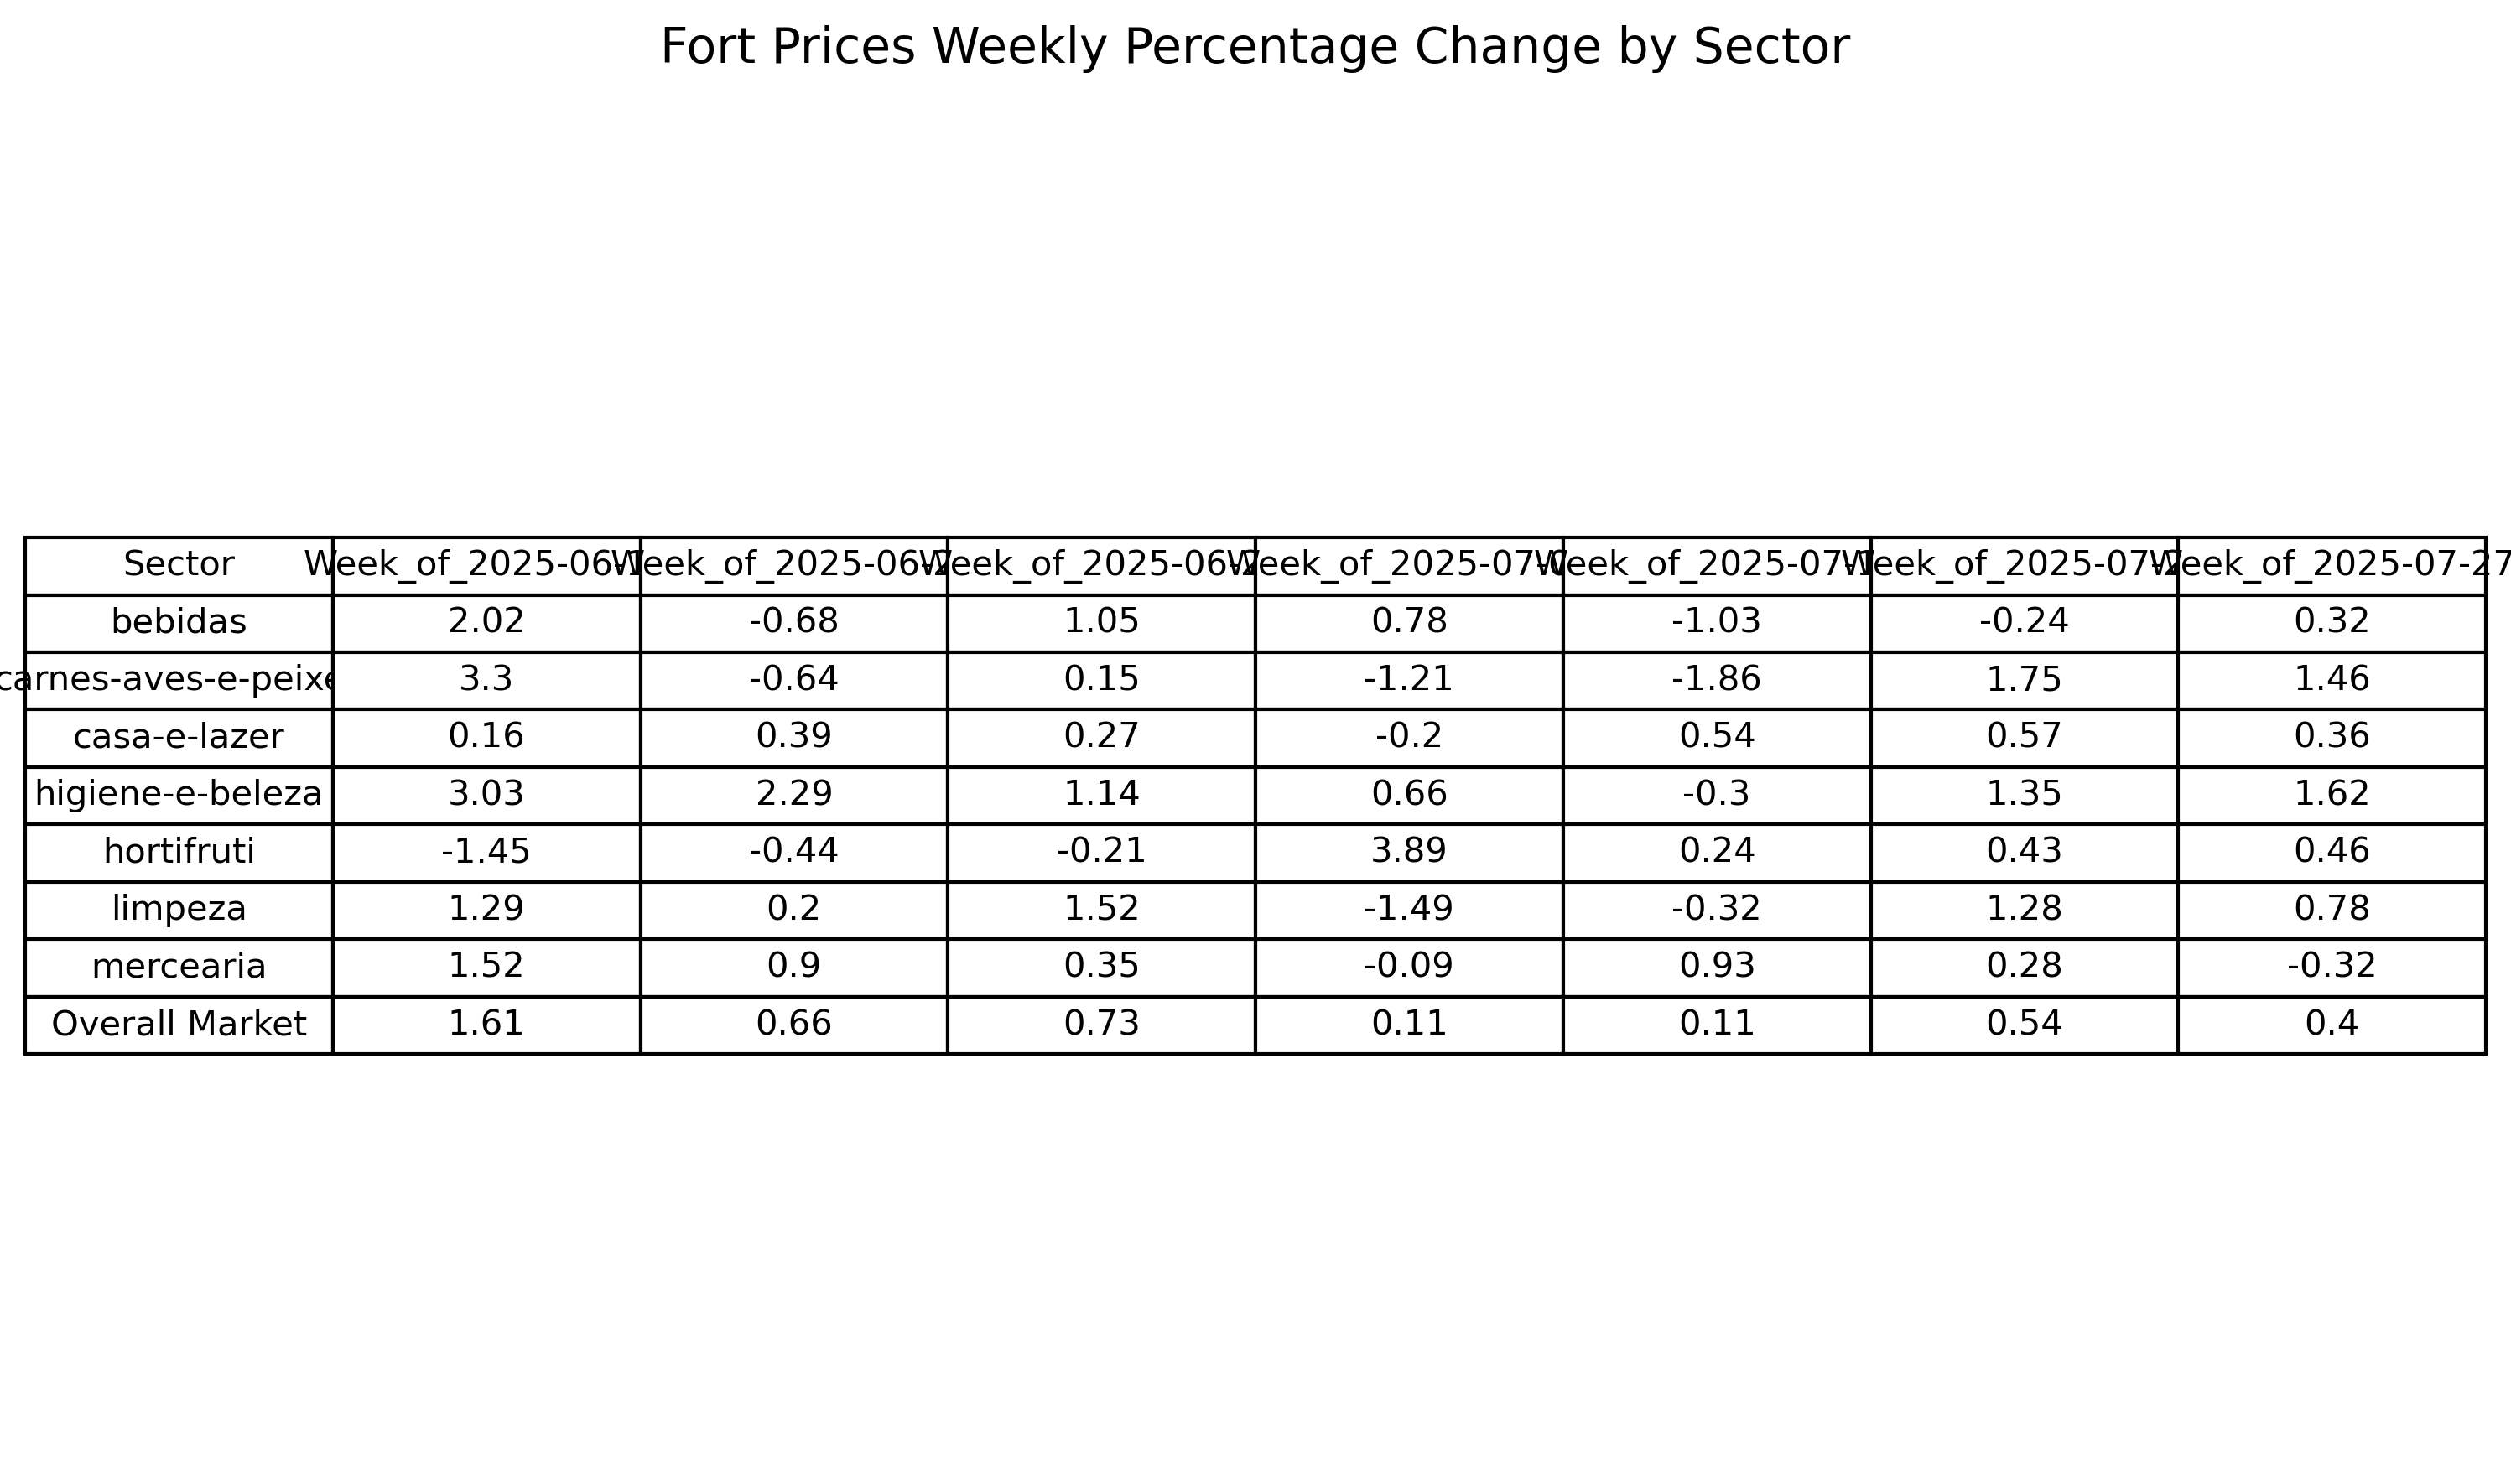 Fort Prices Weekly Percentage Change by Sector
Sector Week_of_2025-06- Week_of_2025-06- Week_of_2025-06- Week_of_2025-07- Week_of_2025-07- Week_of_2025-07- Week_of_2025-07-27
bebidas 2.02 -0.68 1.05 0.78 -1.03 -0.24 0.32
carnes-aves-e-peixe 3.3 -0.64 0.15 -1.21 -1.86 1.75 1.46
casa-e-lazer 0.16 0.39 0.27 -0.2 0.54 0.57 0.36
higiene-e-beleza 3.03 2.29 1.14 0.66 -0.3 1.35 1.62
hortifruti -1.45 -0.44 -0.21 3.89 0.24 0.43 0.46
limpeza 1.29 0.2 1.52 -1.49 -0.32 1.28 0.78
mercearia 1.52 0.9 0.35 -0.09 0.93 0.28 -0.32
Overall Market 1.61 0.66 0.73 0.11 0.11 0.54 0.4